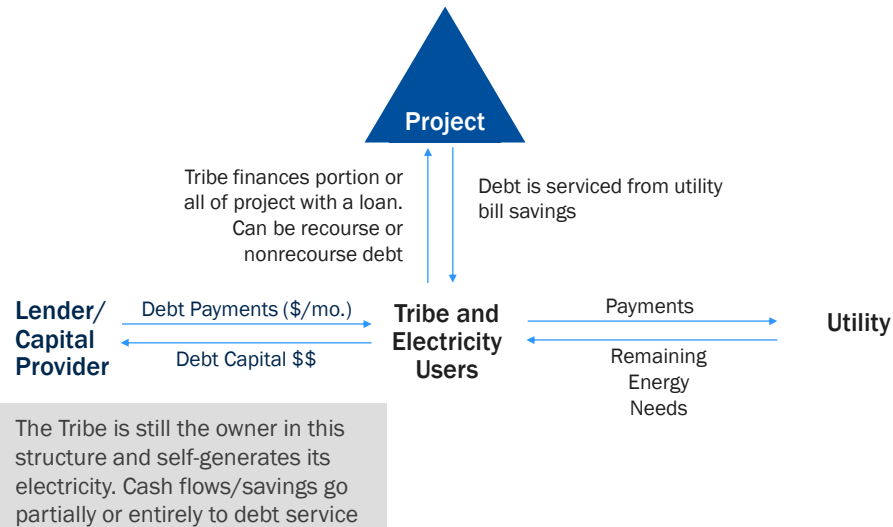 Project
Tribe finances portion or
all of project with a loan.
Can be recourse or
nonrecourse debt
Debt is serviced from utility
bill savings
Lender/
Capital
Provider
Debt Payments ($/mo.)
Debt Capital $$
Tribe and
Electricity
Users
Payments
Remaining
Energy
Needs
Utility
The Tribe is still the owner in this
structure and self-generates its
electricity. Cash flows/savings go
partially or entirely to debt service